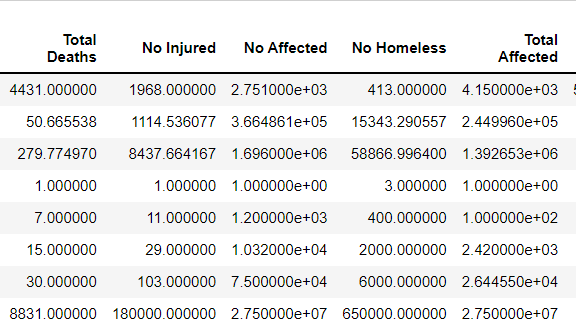 Total Deaths No Injured No Affected No Homeless Total Affected
4431.000000 1968.000000 2.751000e+03 413.000000 4.150000e+03
50.665538 1114.536077 3.664861e+05 15343.290557 2.449960e+05
279.774970 8437.664167 1.696000e+06 58866.996400 1.392653e+06
1.000000 1.000000 1.000000e+00 3.000000 1.000000e+00
7.000000 11.000000 1.200000e+03 400.000000 1.000000e+02
15.000000 29.000000 1.032000e+04 2000.000000 2.420000e+03
30.000000 103.000000 7.500000e+04 6000.000000 2.644550e+04
8831.000000 180000.000000 2.750000e+07 650000.000000 2.750000e+07